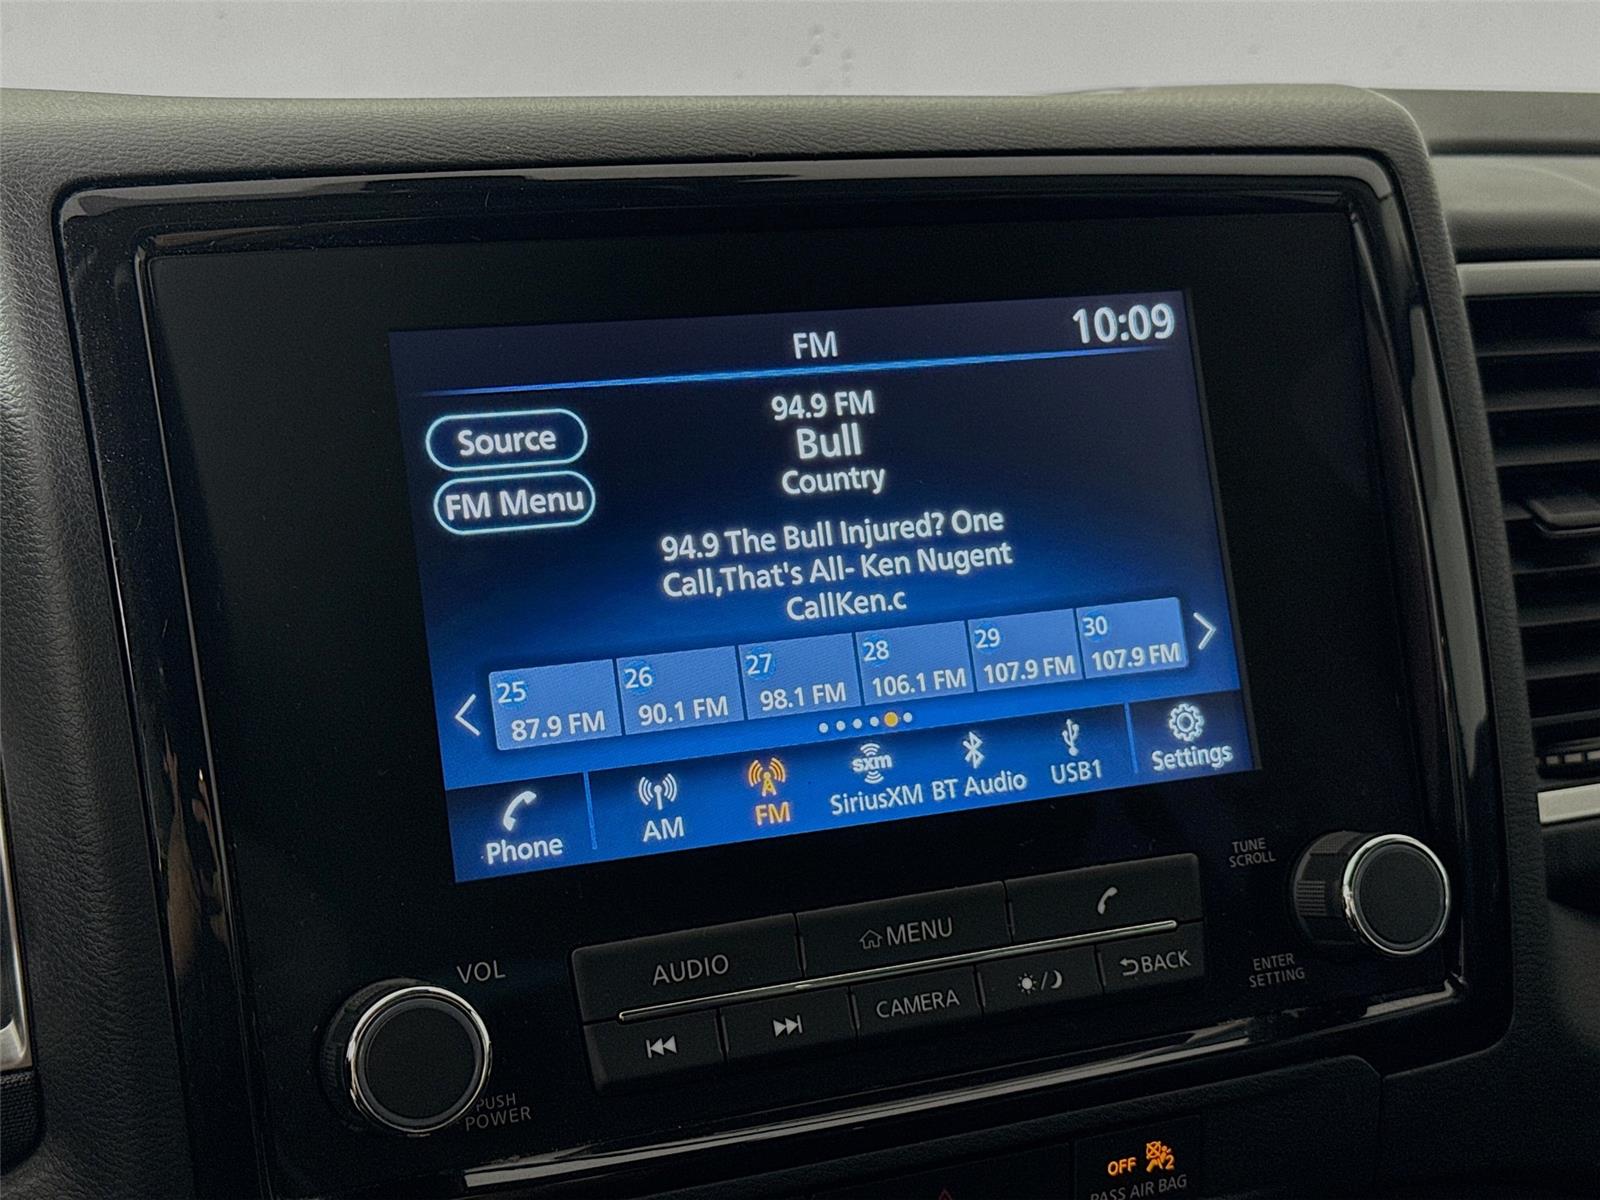 FM
10:09
Source
FM Menu
94.9 FM
Bull
Country
94.9 The Bull Injured? One
Call,That's All- Ken Nugent
CallKen.c
25
87.9 FM
26
90.1 FM
27
98.1 FM
28
106.1 FM
29
107.9 FM
30
107.9 FM
Phone
AM
FM
sxm
SiriusXM
BT Audio
USB1
Settings
VOL
PUSH
POWER
AUDIO
MENU
CAMERA
BACK
TUNE
SCROLL
ENTER
SETTING
OFF
2
PASS AIR BAG